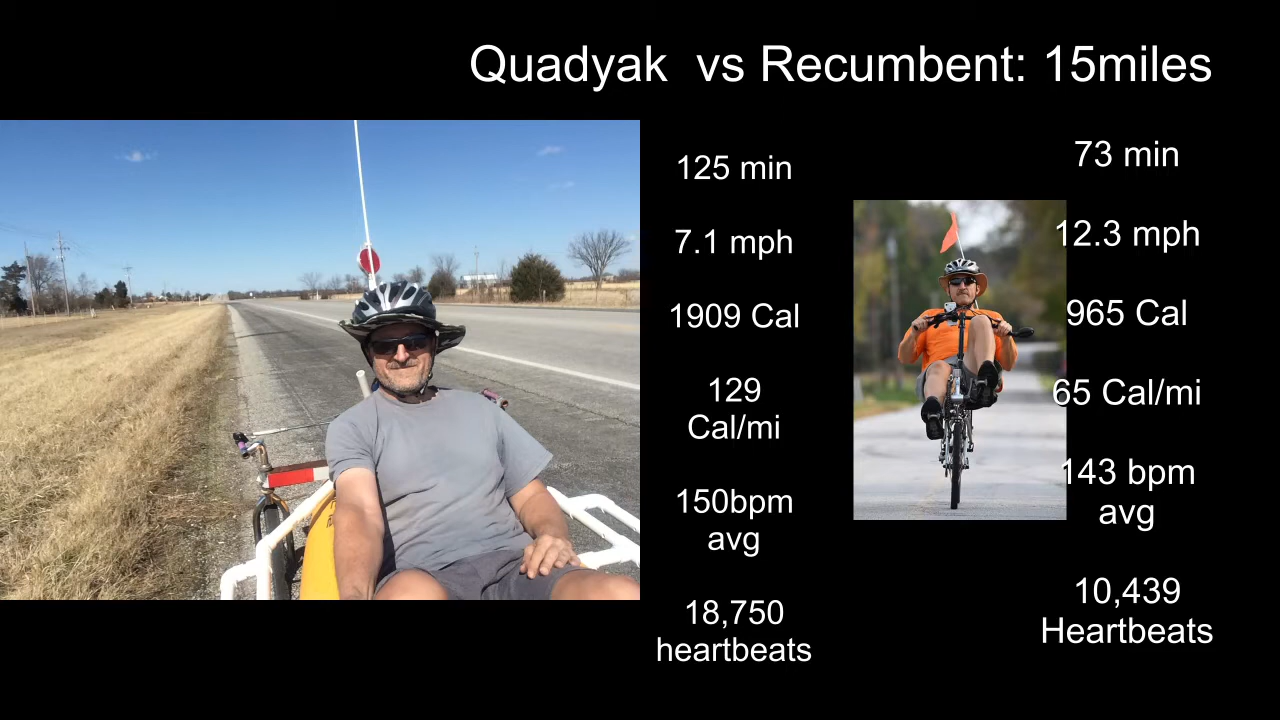 Quadyak  vs Recumbent: 15miles
125 min
7.1 mph
1909 Cal
129
Cal/mi
150bpm
avg
18,750
heartbeats
73 min
12.3 mph
965 Cal
65 Cal/mi
143 bpm
avg
10,439
Heartbeats